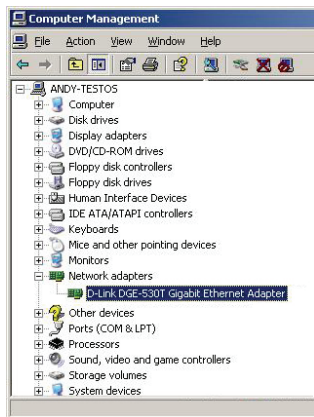 Computer Management
File Action View Window Help
ANDY-TESTOS
Computer
Disk drives
Display adapters
DVD/CD-ROM drives
Floppy disk controllers
Floppy disk drives
Human Interface Devices
IDE ATA/ATAPI controllers
Keyboards
Mice and other pointing devices
Monitors
Network adapters
D-Link DGE-530T Gigabit Ethernet Adapter
Other devices
Ports (COM & LPT)
Processors
Sound, video and game controllers
Storage volumes
System devices